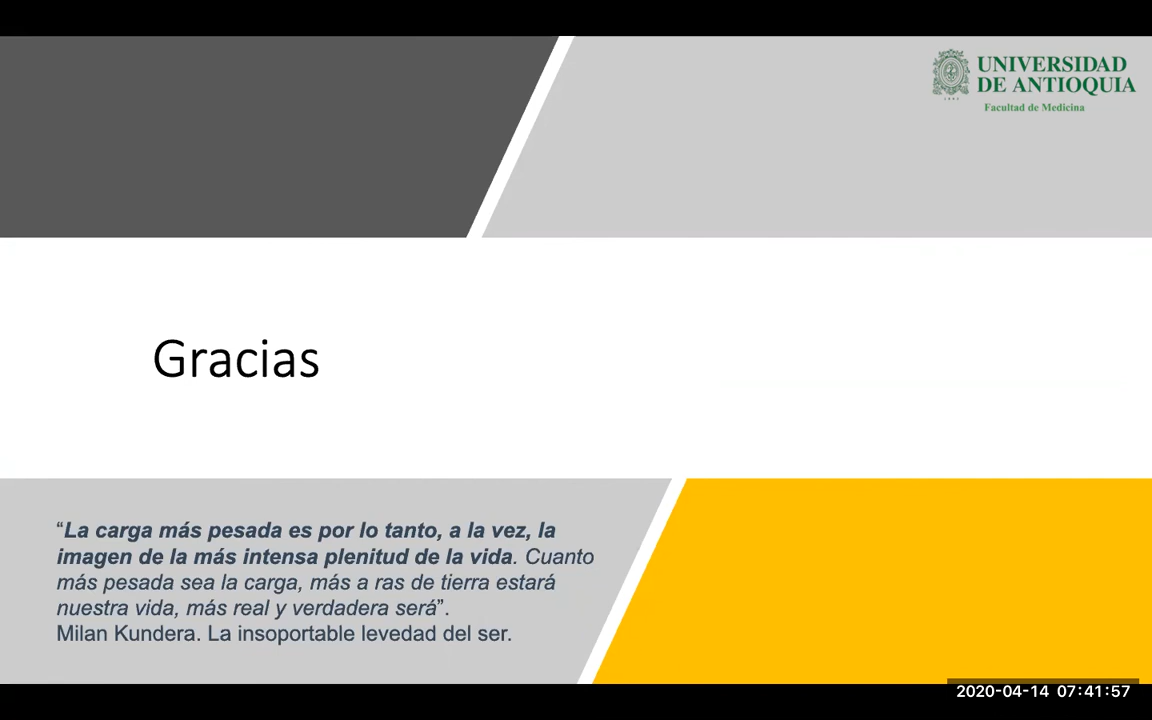 UNIVERSIDAD
DE ANTIOQUIA
1803
Facultad de Medicina
Gracias
“La carga más pesada es por lo tanto, a la vez, la
imagen de la más intensa plenitud de la vida. Cuanto
más pesada sea la carga, más a ras de tierra estará
nuestra vida, más real y verdadera será”.
Milan Kundera. La insoportable levedad del ser.
2020-04-14 07:41:57